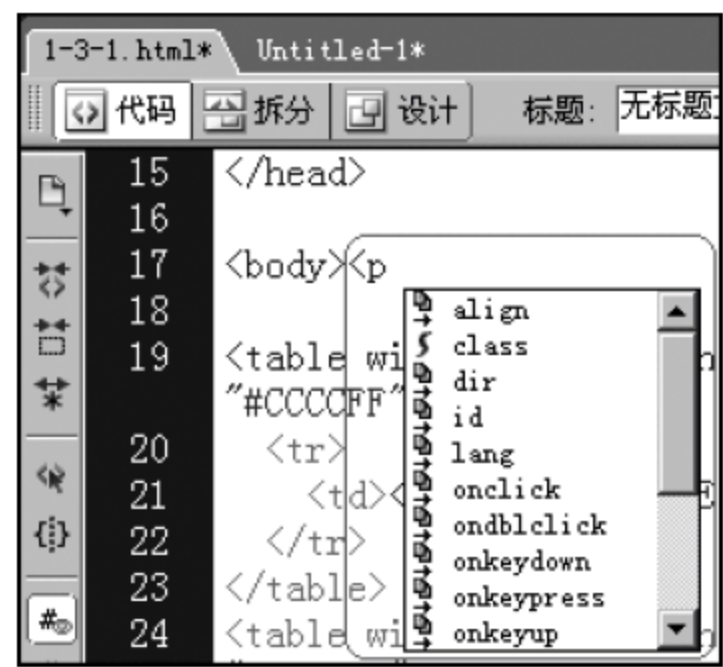 1-3-1.html* Untitled-1*
代码 拆分 设计 标题: 无标题
15 </head>
16
17 <body><p
18
align
class
dir
id
lang
onclick
ondblclick
onkeydown
onkeypress
onkeyup
19 <table wi
"#CCCCFF"
20 <tr>
21 <td><
22 </tr>
23 </table>
24 <table wi